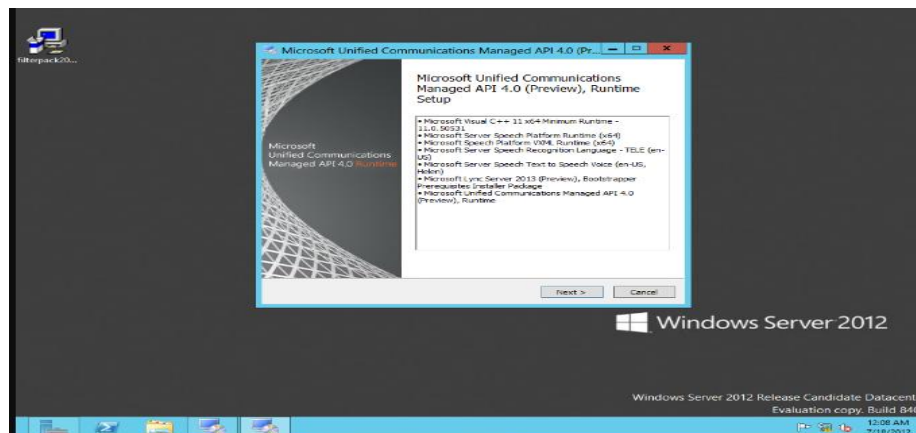 filterpack20...
Microsoft Unified Communications Managed API 4.0 (Pr...
Microsoft
Unified Communications
Managed API 4.0 Runtime
Microsoft Unified Communications
Managed API 4.0 (Preview), Runtime
Setup
• Microsoft Visual C++ 11 x64 Minimum Runtime -
11.0.50531
• Microsoft Server Speech Platform Runtime (x64)
• Microsoft Speech Platform VXML Runtime (x64)
• Microsoft Server Speech Recognition Language - TELE (en-
US)
• Microsoft Server Speech Text to Speech Voice (en-US,
Helen)
• Microsoft Lync Server 2013 (Preview), Bootstrapper
Prerequisites Installer Package
• Microsoft Unified Communications Managed API 4.0
(Preview), Runtime
Next >
Cancel
Windows Server 2012
Windows Server 2012 Release Candidate Datacent
Evaluation copy. Build 840
12:08 AM
7/18/2012